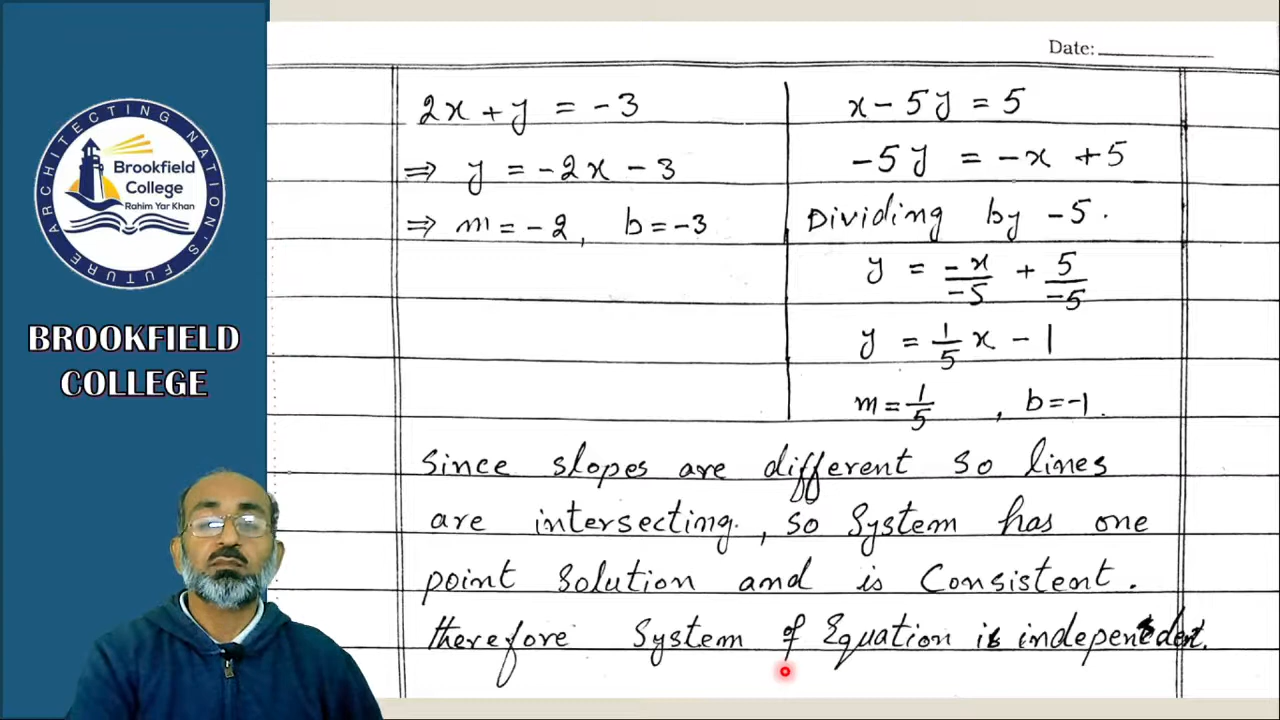 ARCHITECTING NATION'S FUTURE
Brookfield
College
Rahim Yar Khan
BROOKFIELD
COLLEGE
Date:
2x + y = -3
⇒ y = -2x - 3
⇒ m = -2, b = -3
x - 5y = 5
-5y = -x + 5
Dividing by -5.
y = -x/-5 + 5/-5
y = 1/5 x - 1
m = 1/5 , b = -1.
Since slopes are different so lines
are intersecting, so System has one
point Solution and is Consistent.
therefore System of Equation is independent.